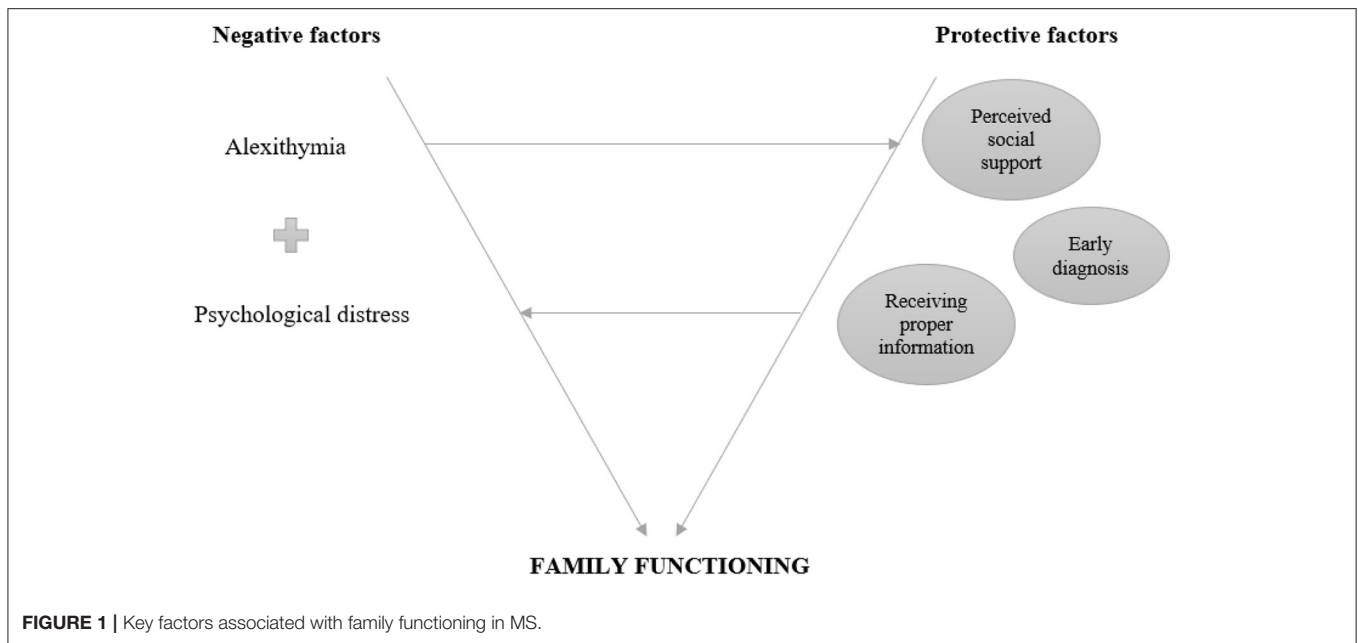 Negative factors
Protective factors
Alexithymia
Psychological distress
Perceived
social
support
Early
diagnosis
Receiving
proper
information
FAMILY FUNCTIONING
FIGURE 1 | Key factors associated with family functioning in MS.